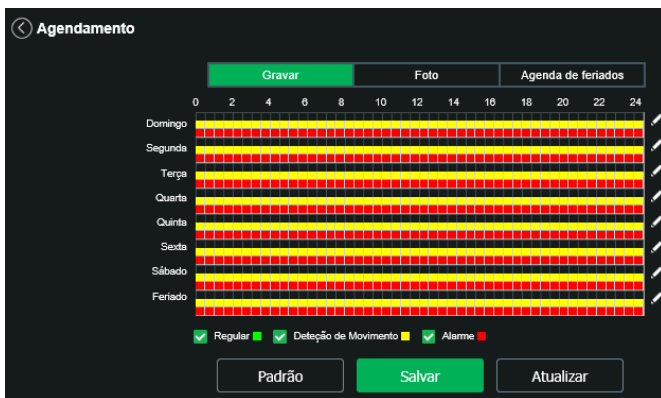 Agendamento
Gravar Foto Agenda de feriados
0 2 4 6 8 10 12 14 16 18 20 22 24
Domingo
Segunda
Terça
Quarta
Quinta
Sexta
Sábado
Feriado
Regular Deteção de Movimento Alarme
Padrão Salvar Atualizar